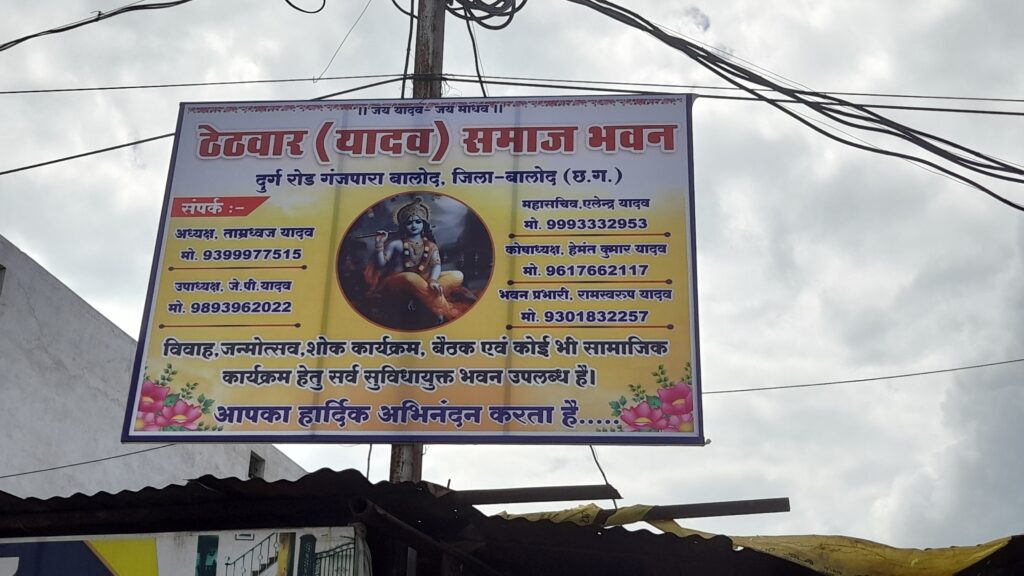 ।। जय यादव- जय माधव ।।
ठेठवार (यादव) समाज भवन
दुर्ग रोड गंजपारा बालोद, जिला-बालोद (छ.ग.)
संपर्क :-
अध्यक्ष, ताम्रध्वज यादव
मो. 9399977515
उपाध्यक्ष. जे.पी.यादव
मो. 9893962022
महासचिव,एलेन्द्र यादव
मो. 9993332953
कोषाध्यक्ष, हेमंत कुमार यादव
मो. 9617662117
भवन प्रभारी, रामस्वरुप यादव
मो. 9301832257
विवाह,जन्मोत्सव,शोक कार्यक्रम, बैठक एवं कोई भी सामाजिक
कार्यक्रम हेतु सर्व सुविधायुक्त भवन उपलब्ध है।
आपका हार्दिक अभिनंदन करता है.....